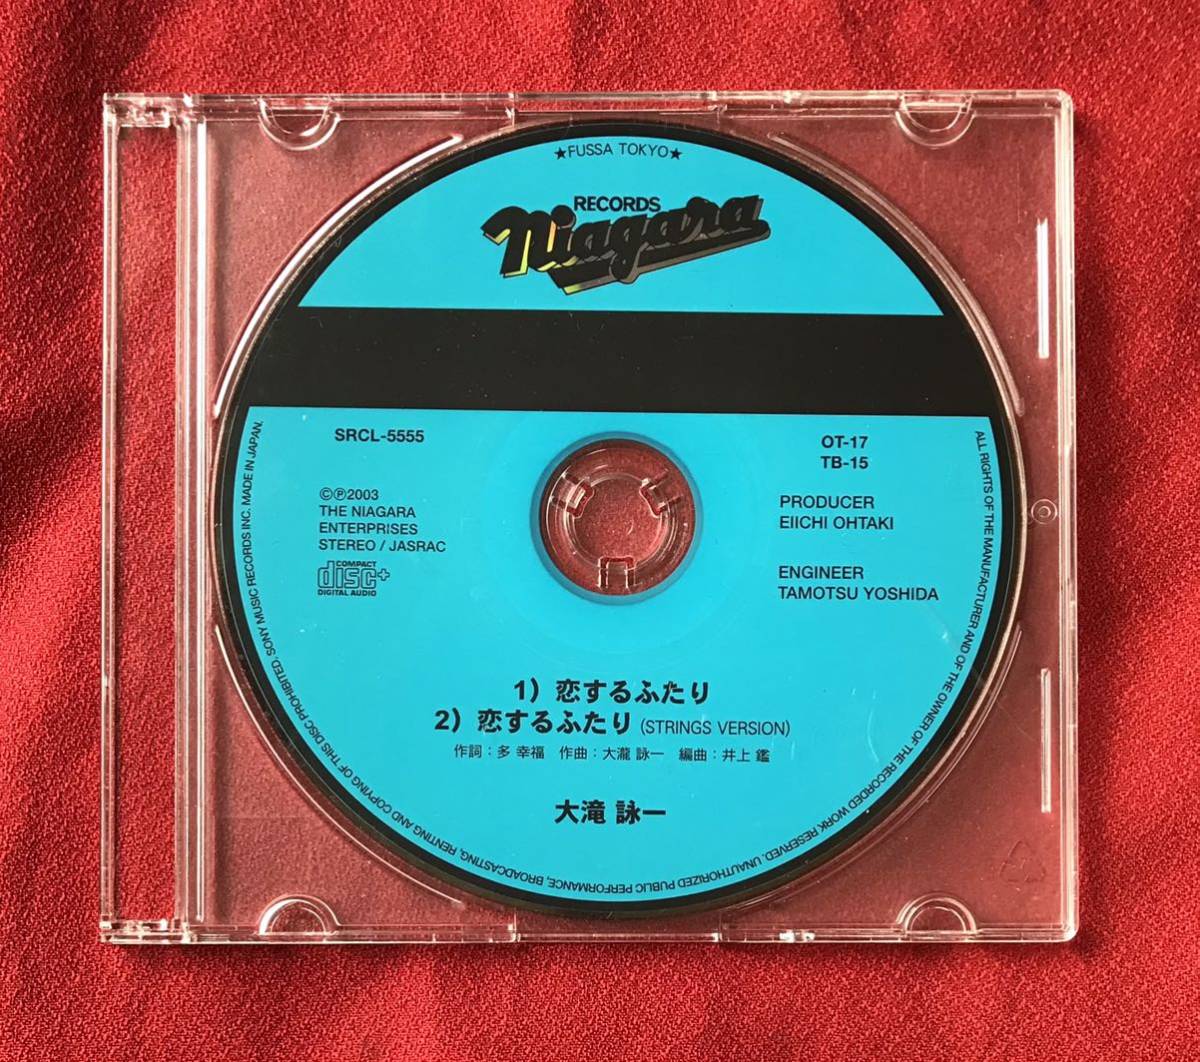 ★FUSSA TOKYO★
RECORDS
Niagara
SRCL-5555
OT-17
TB-15
©℗2003
THE NIAGARA
ENTERPRISES
STEREO / JASRAC
COMPACT
disc+
DIGITAL AUDIO
PRODUCER
EIICHI OHTAKI
ENGINEER
TAMOTSU YOSHIDA
1) 恋するふたり
2) 恋するふたり (STRINGS VERSION)
作詞：多 幸福 作曲：大瀧 詠一 編曲：井上 鑑
大滝 詠一
ALL RIGHTS OF THE MANUFACTURER AND OF THE OWNER OF THE RECORDED WORK RESERVED. UNAUTHORIZED PUBLIC PERFORMANCE, BROADCASTING, RENTING AND COPYING OF THIS DISC PROHIBITED. SONY MUSIC RECORDS INC. MADE IN JAPAN.